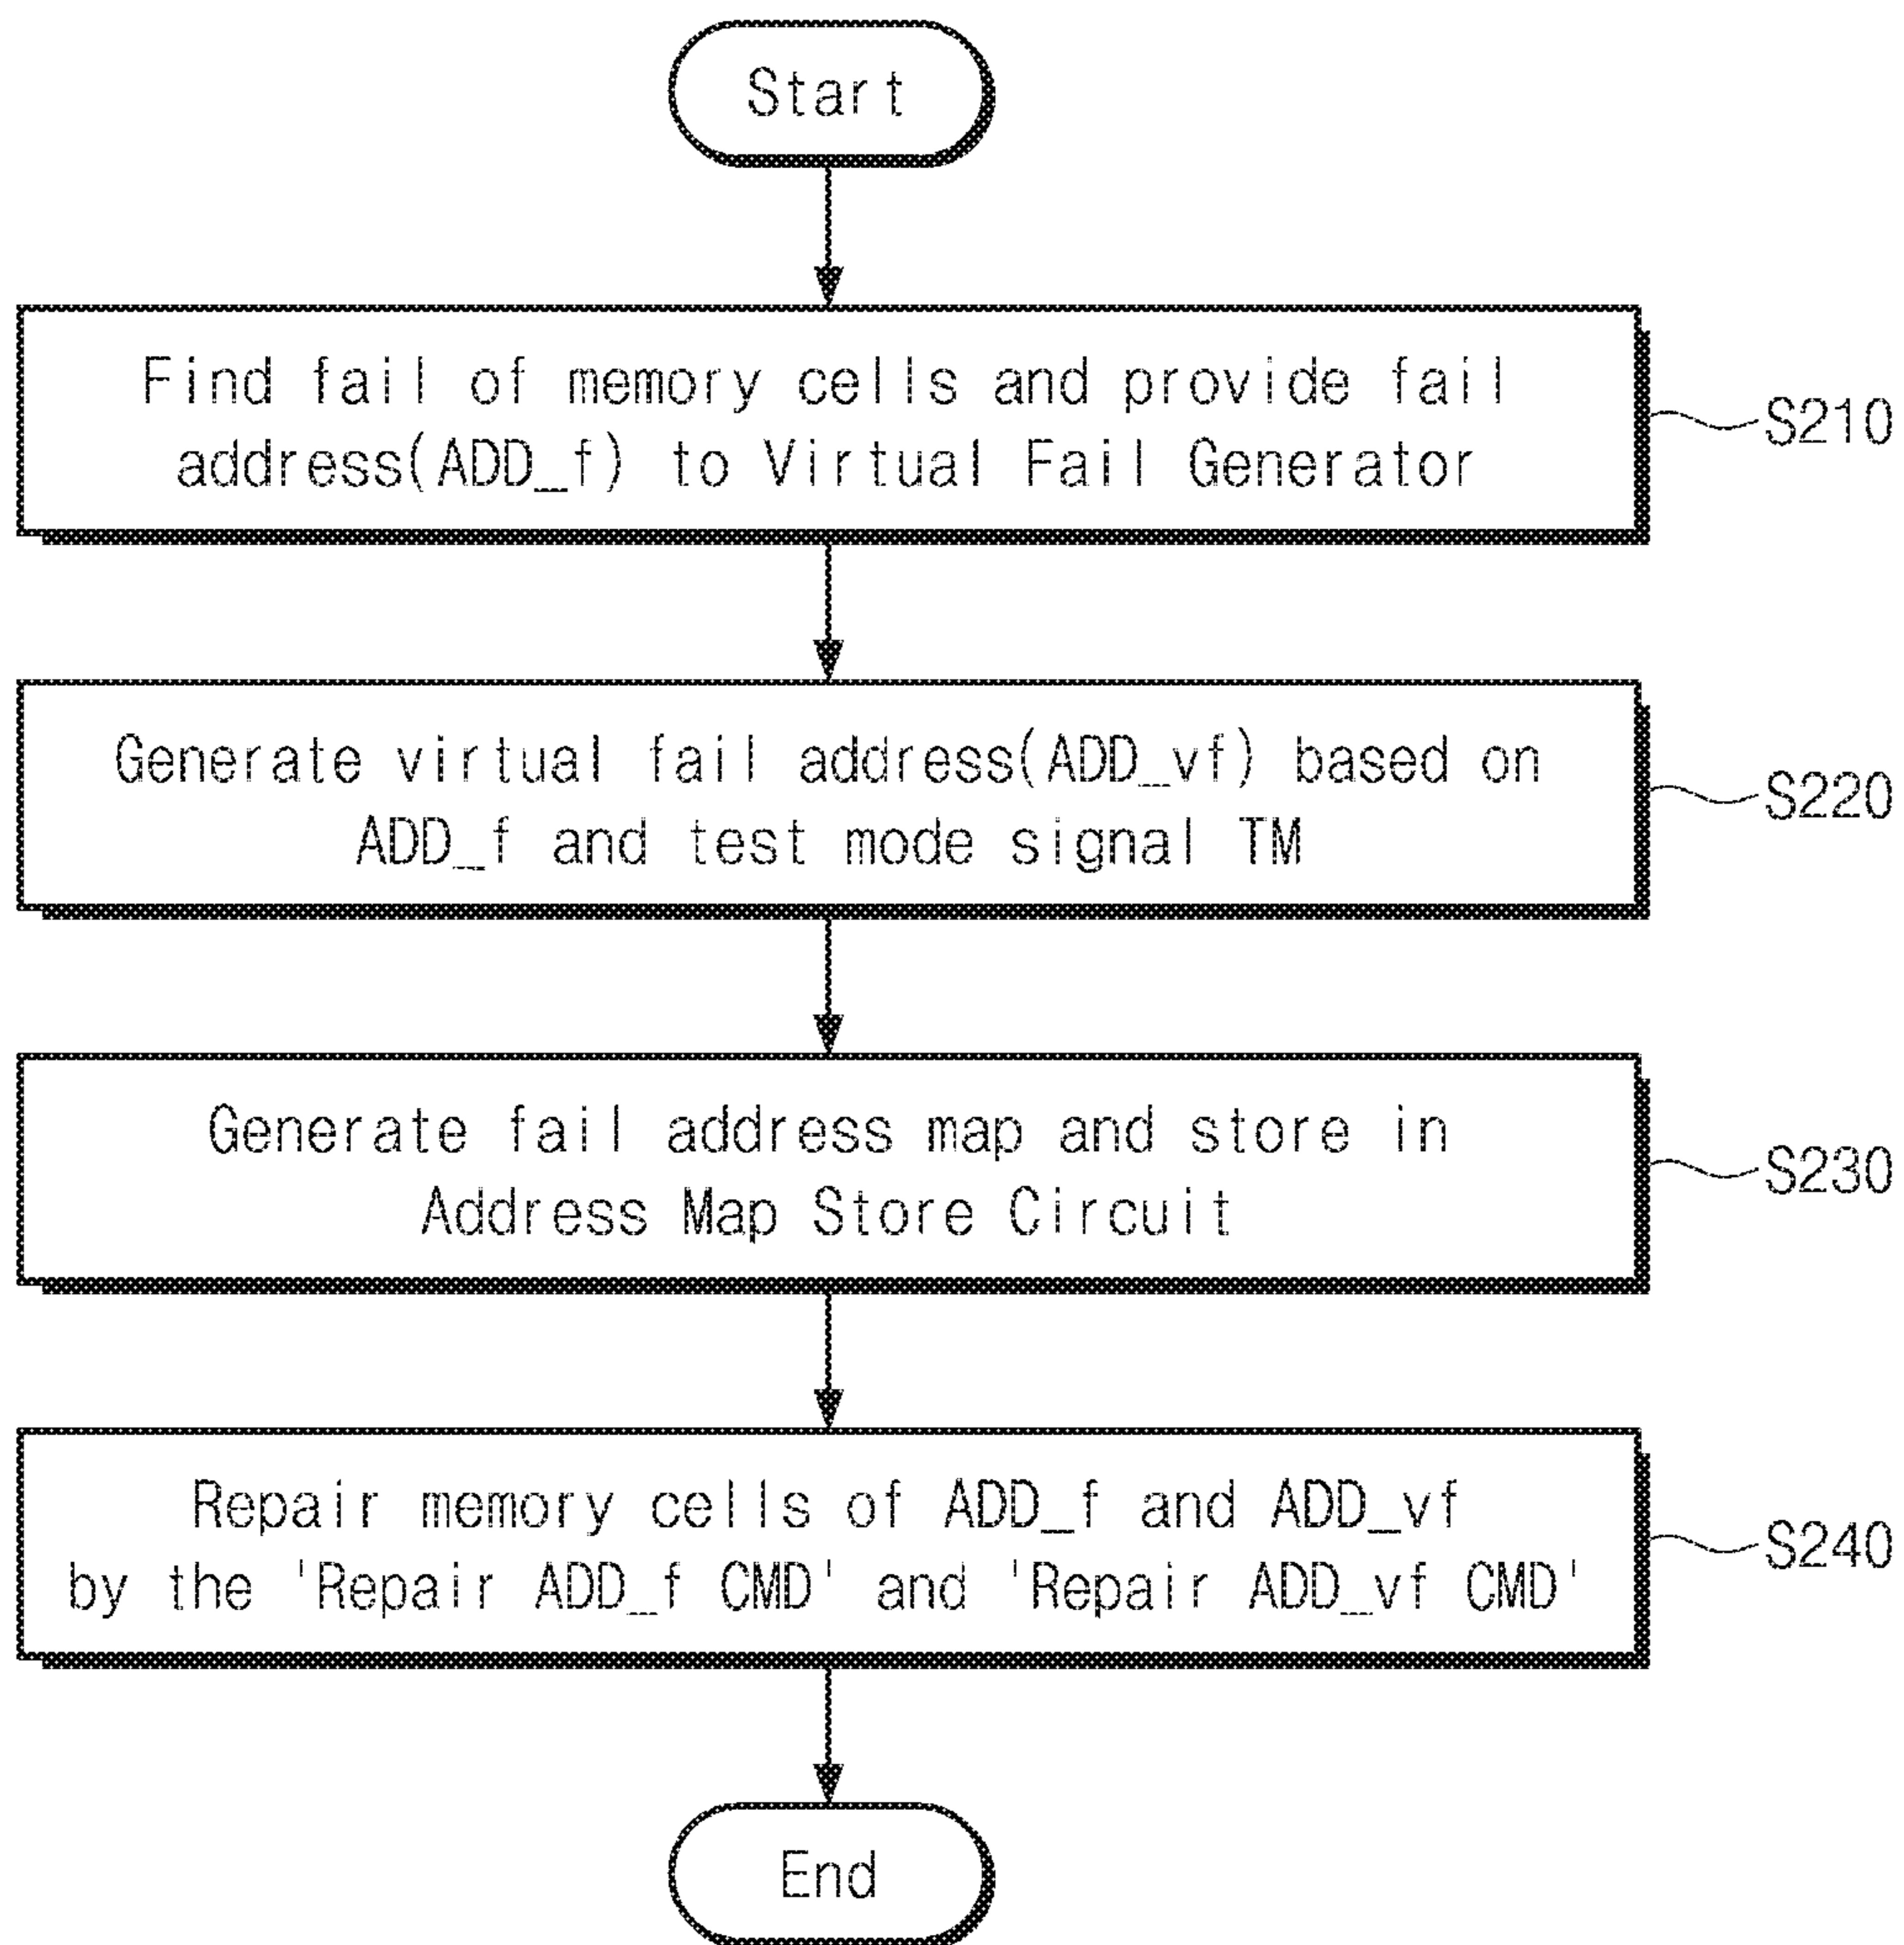 Start
Find fail of memory cells and provide fail
address(ADD_f) to Virtual Fail Generator
S210
Generate virtual fail address(ADD_vf) based on
ADD_f and test mode signal TM
S220
Generate fail address map and store in
Address Map Store Circuit
S230
Repair memory cells of ADD_f and ADD_vf
by the 'Repair ADD_f CMD' and 'Repair ADD_vf CMD'
S240
End